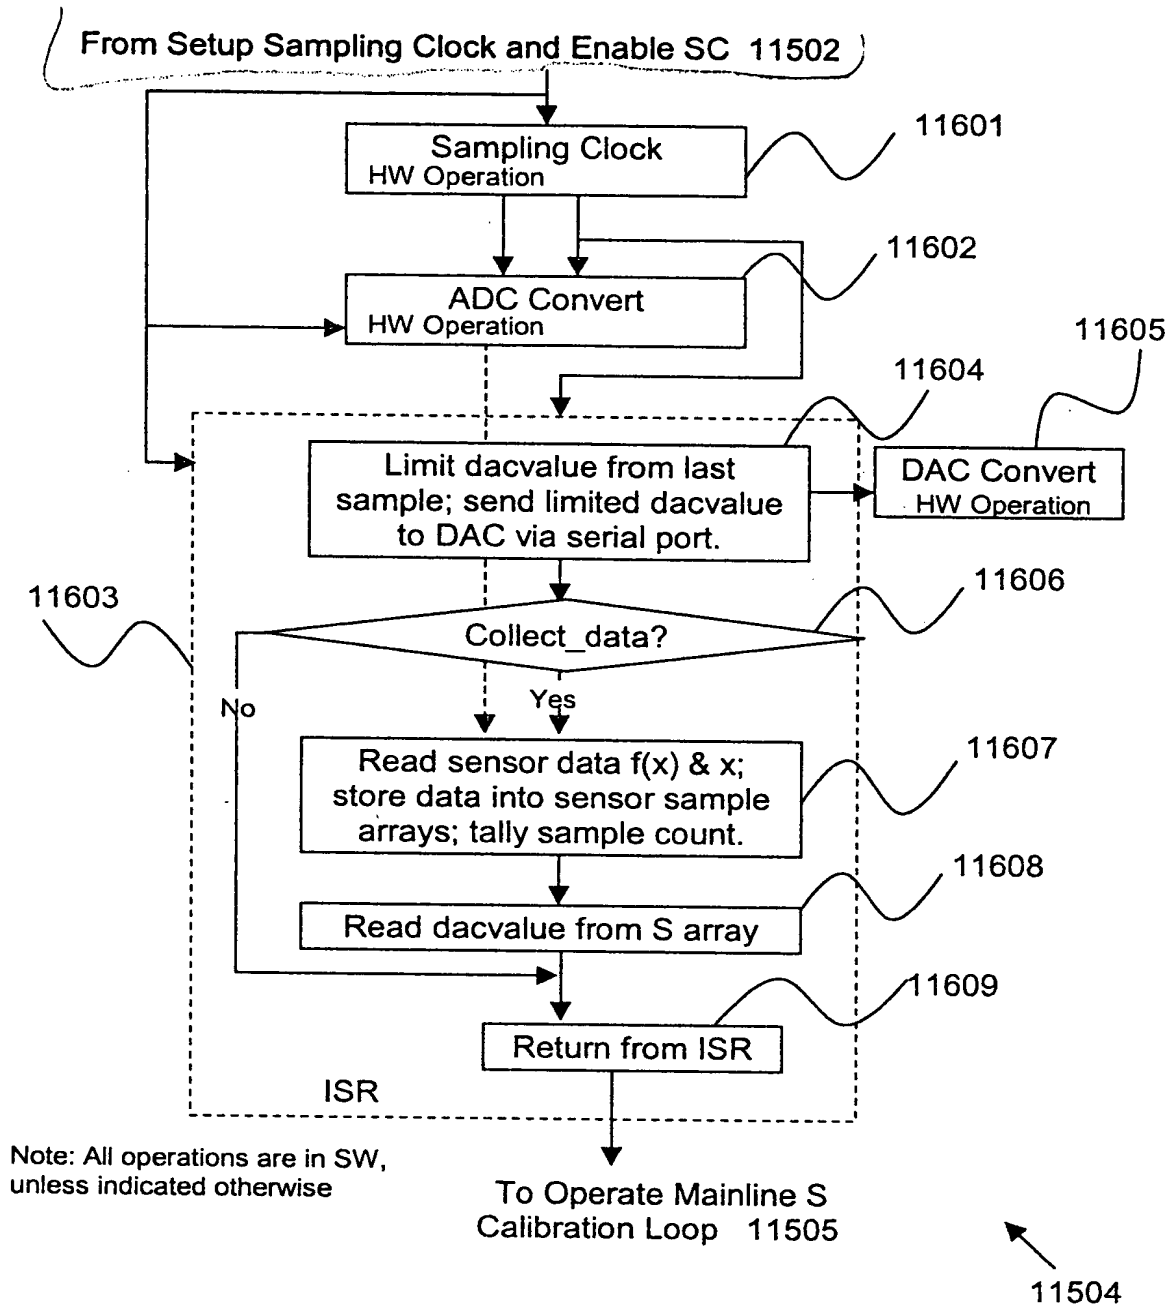 From Setup Sampling Clock and Enable SC 11502
11601
Sampling Clock
HW Operation
11602
ADC Convert
HW Operation
11605
11604
Limit dacvalue from last
sample; send limited dacvalue
to DAC via serial port.
DAC Convert
HW Operation
11603
11606
Collect_data?
No
Yes
11607
Read sensor data f(x) & x;
store data into sensor sample
arrays; tally sample count.
11608
Read dacvalue from S array
11609
Return from ISR
ISR
Note: All operations are in SW,
unless indicated otherwise
To Operate Mainline S
Calibration Loop 11505
11504